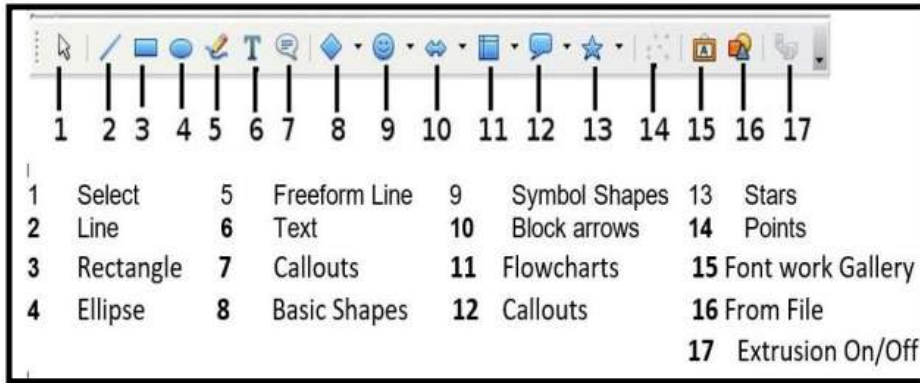 1 2 3 4 5 6 7 8 9 10 11 12 13 14 15 16 17
1 Select 5 Freeform Line 9 Symbol Shapes 13 Stars
2 Line 6 Text 10 Block arrows 14 Points
3 Rectangle 7 Callouts 11 Flowcharts 15 Font work Gallery
4 Ellipse 8 Basic Shapes 12 Callouts 16 From File
17 Extrusion On/Off